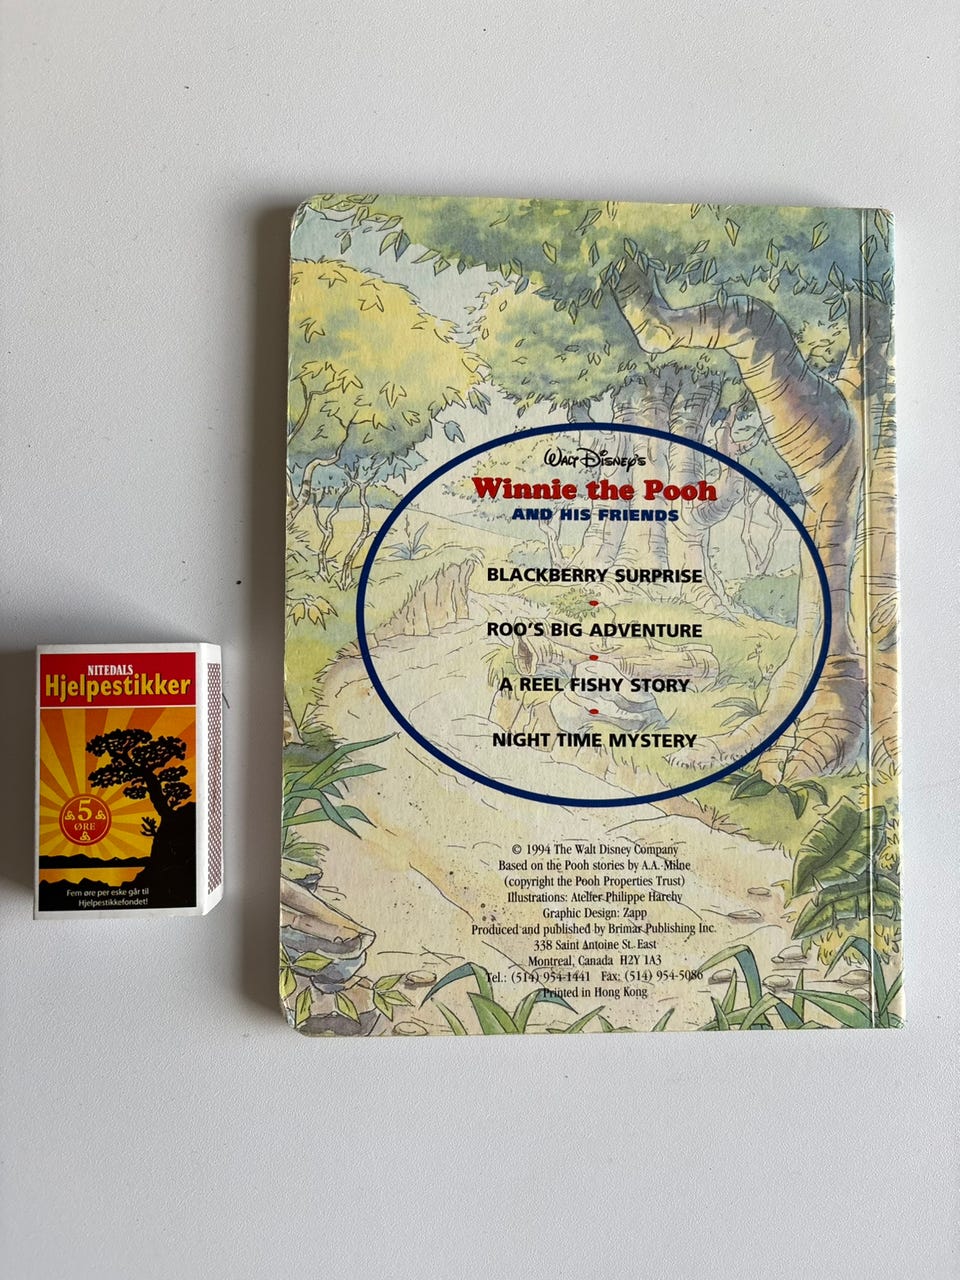 NITEDALS
Hjelpestikker
5
ØRE
Fem øre per eske går til
Hjelpestikkefondet!
WALT DISNEY'S
Winnie the Pooh
AND HIS FRIENDS
BLACKBERRY SURPRISE
ROO'S BIG ADVENTURE
A REEL FISHY STORY
NIGHT TIME MYSTERY
© 1994 The Walt Disney Company
Based on the Pooh stories by A.A. Milne
(copyright the Pooh Properties Trust)
Illustrations: Atelier Philippe Harchy
Graphic Design: Zapp
Produced and published by Brimar Publishing Inc.
338 Saint Antoine St. East
Montreal, Canada H2Y 1A3
Tel.: (514) 954-1441 Fax: (514) 954-5086
Printed in Hong Kong